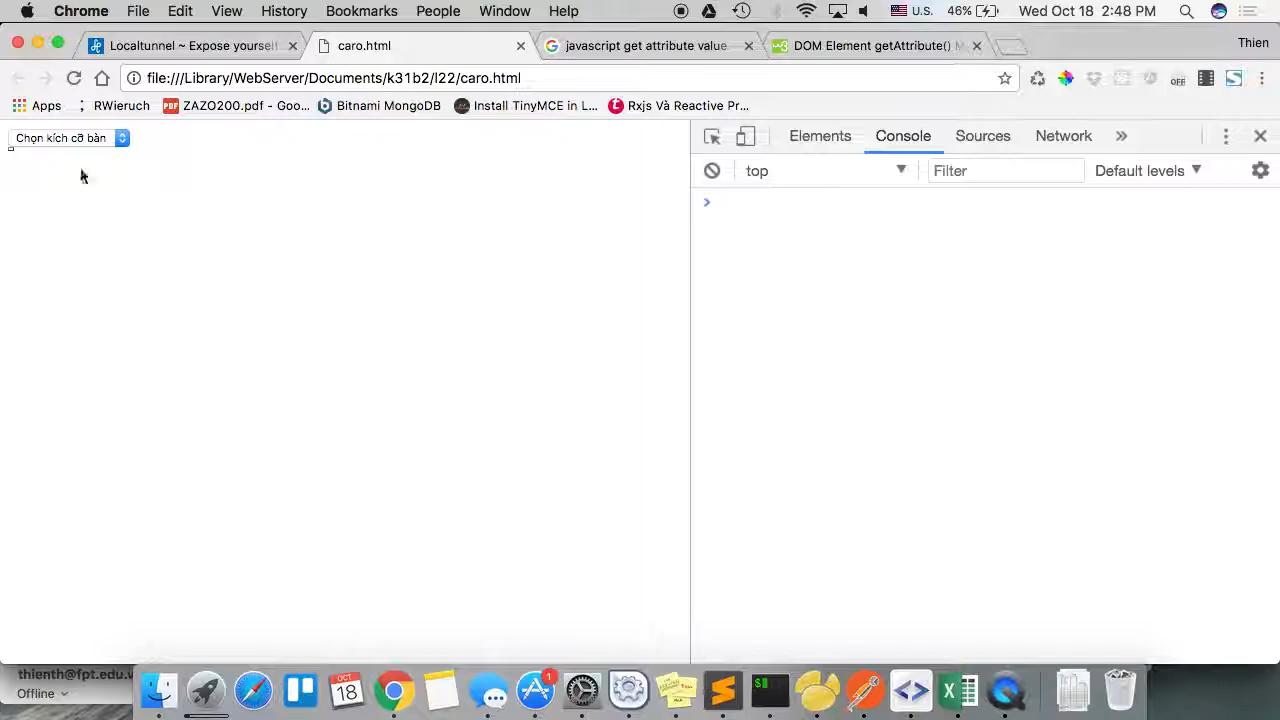 Chrome File Edit View History Bookmarks People Window Help U.S. 46% Wed Oct 18 2:48 PM
Localtunnel ~ Expose yourself caro.html javascript get attribute value DOM Element getAttribute() M Thien
file:///Library/WebServer/Documents/k31b2/l22/caro.html
Apps RWieruch ZAZO200.pdf - Goo... Bitnami MongoDB Install TinyMCE in L... Rxjs Và Reactive Pr...
Chọn kích cỡ bàn
Elements Console Sources Network
top Filter Default levels
thienth@fpt.edu.v
Offline
OFF
OCT
18
1